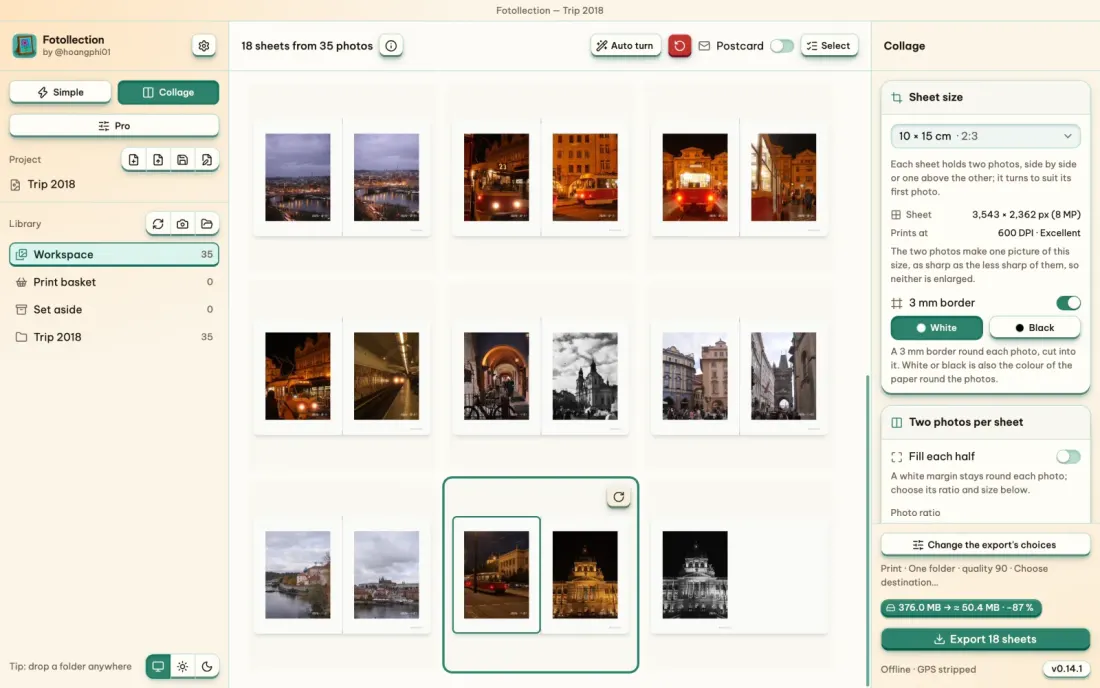 Fotollection — Trip 2018
Fotollection
by @hoangphi01
Simple
Collage
Pro
Project
Trip 2018
Library
Workspace 35
Print basket 0
Set aside 0
Trip 2018 35
Tip: drop a folder anywhere
18 sheets from 35 photos
Auto turn
Postcard
Select
23
Collage
Sheet size
10 × 15 cm · 2:3
Each sheet holds two photos, side by side
or one above the other; it turns to suit its
first photo.
Sheet 3,543 × 2,362 px (8 MP)
Prints at 600 DPI · Excellent
The two photos make one picture of this
size, as sharp as the less sharp of them, so
neither is enlarged.
3 mm border
White
Black
A 3 mm border round each photo, cut into
it. White or black is also the colour of the
paper round the photos.
Two photos per sheet
Fill each half
A white margin stays round each photo;
choose its ratio and size below.
Photo ratio
Change the export's choices
Print · One folder · quality 90 · Choose
destination…
376.0 MB → ≈ 50.4 MB · −87 %
Export 18 sheets
Offline · GPS stripped
v0.14.1